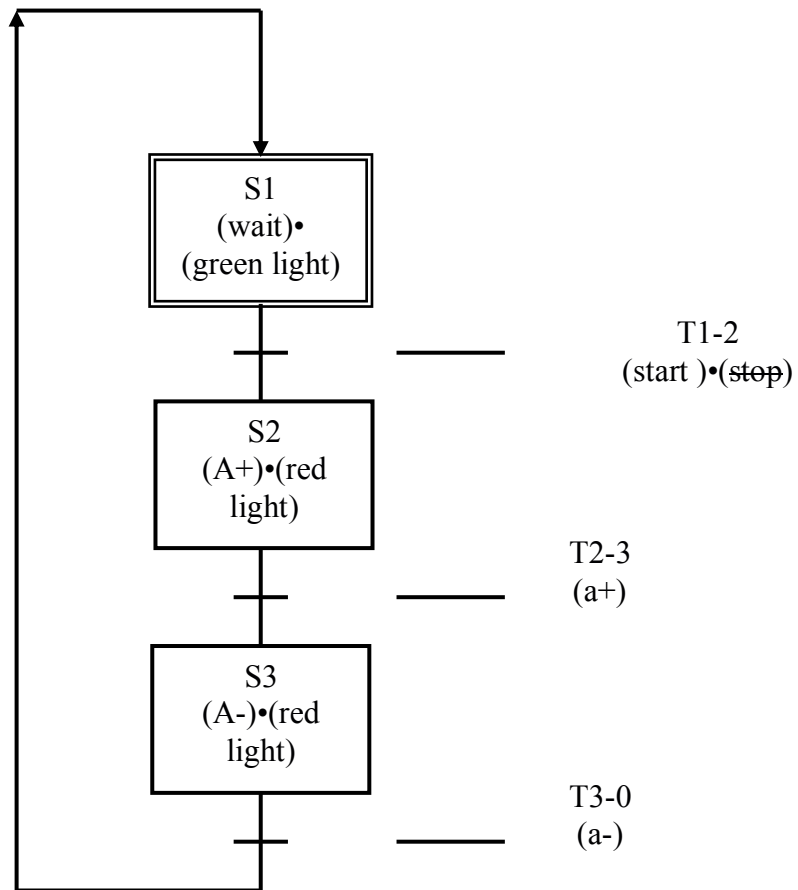 S1
(wait)•
(green light)
T1-2
(start )•(stop)
S2
(A+)•(red
light)
T2-3
(a+)
S3
(A-)•(red
light)
T3-0
(a-)